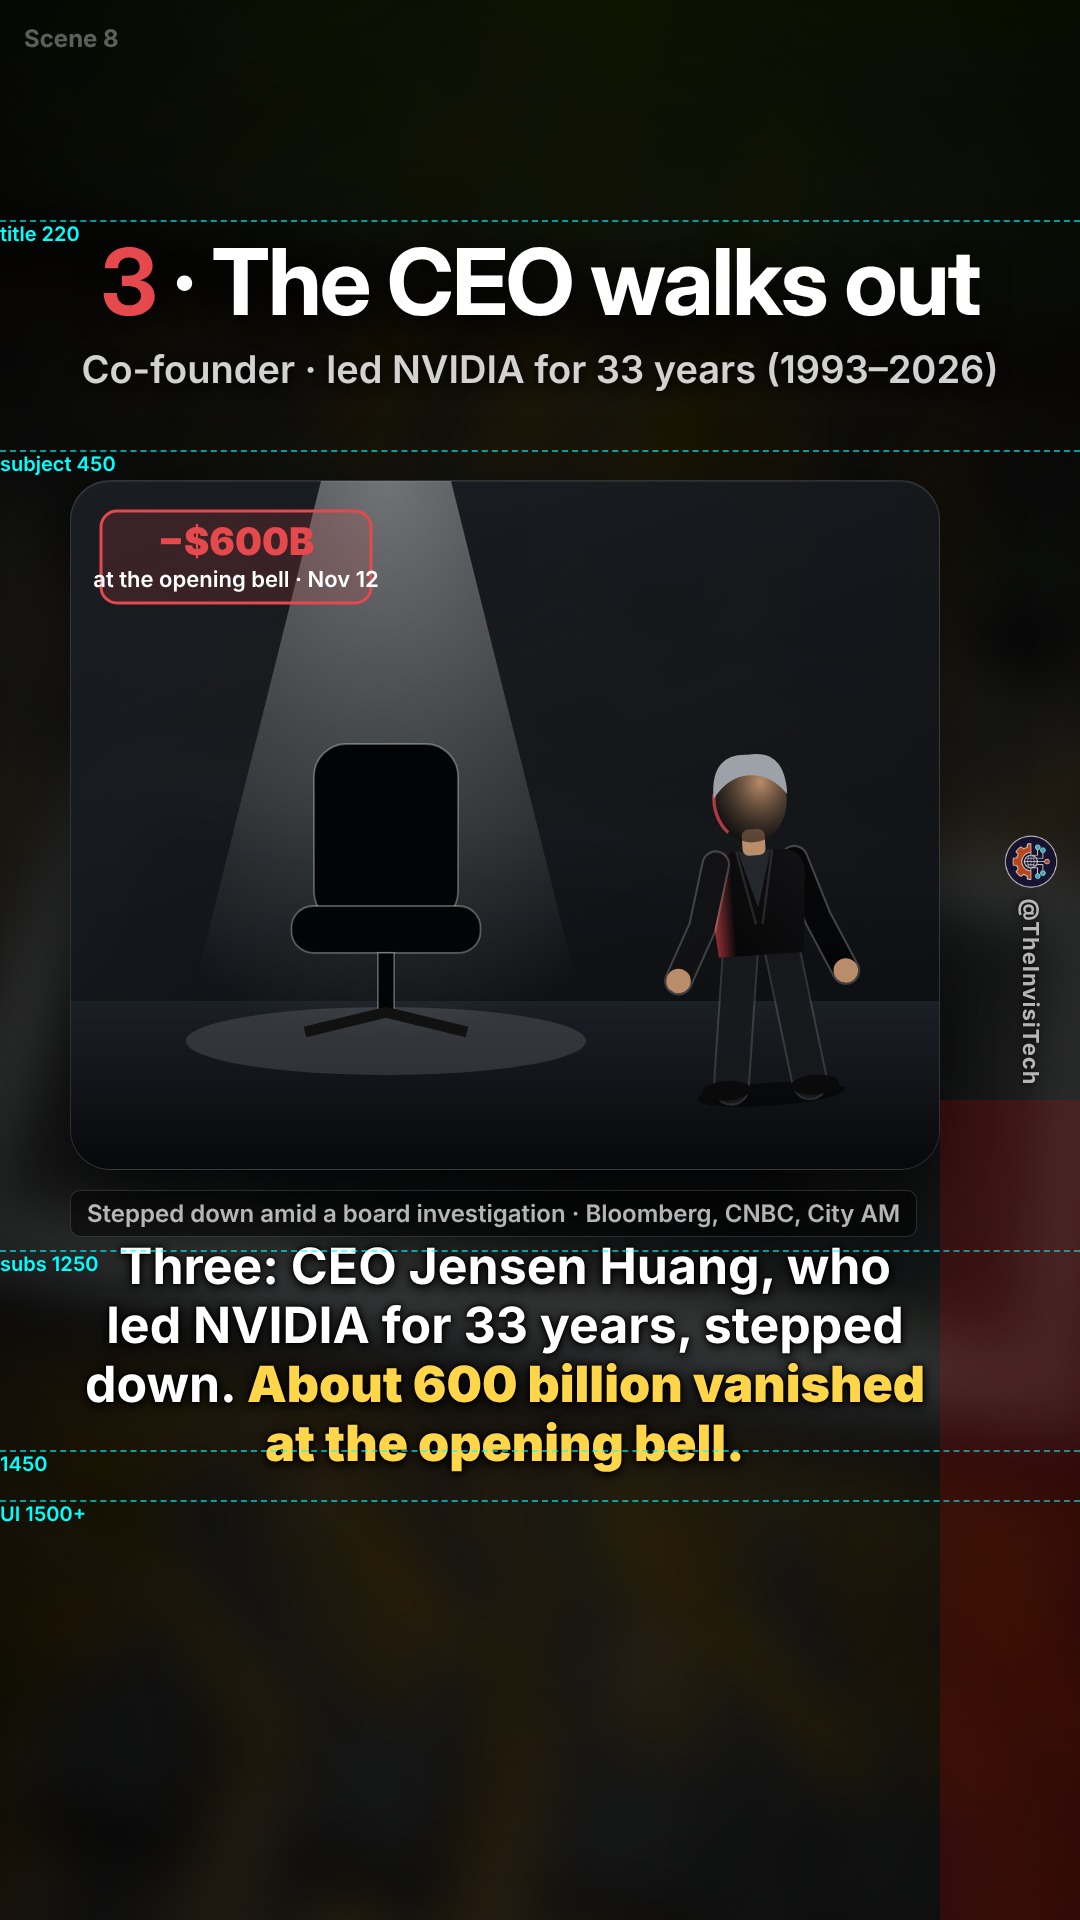 Scene 8
title 220
3 · The CEO walks out
Co-founder · led NVIDIA for 33 years (1993–2026)
subject 450
−$600B
at the opening bell · Nov 12
@TheInvisiTech
Stepped down amid a board investigation · Bloomberg, CNBC, City AM
subs 1250
Three: CEO Jensen Huang, who
led NVIDIA for 33 years, stepped
down. About 600 billion vanished
at the opening bell.
1450
UI 1500+